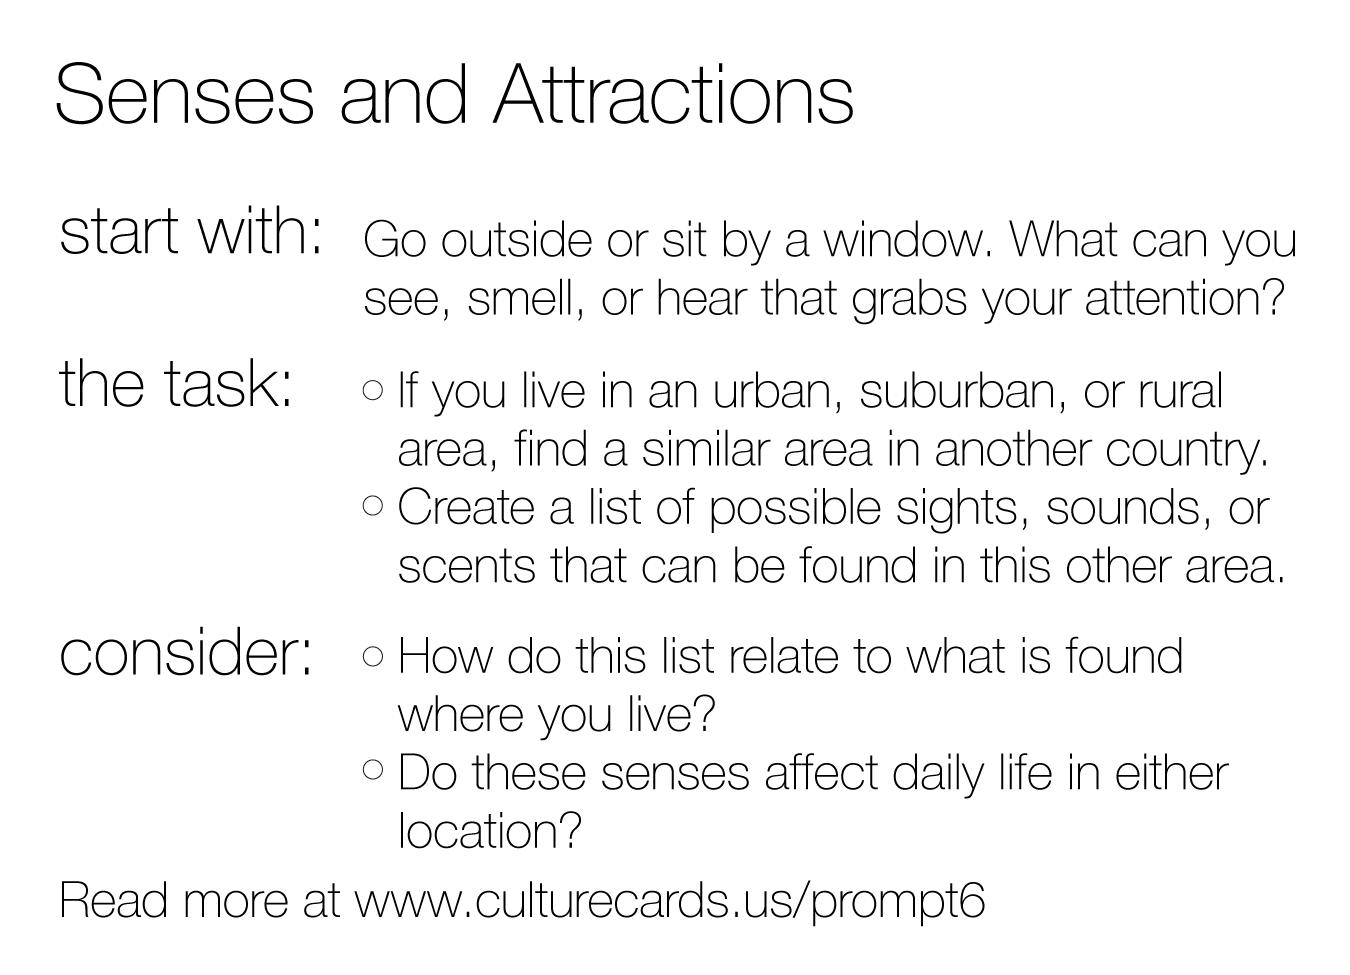 Senses and Attractions
start with: Go outside or sit by a window. What can you
see, smell, or hear that grabs your attention?
the task: ○ If you live in an urban, suburban, or rural
area, find a similar area in another country.
○ Create a list of possible sights, sounds, or
scents that can be found in this other area.
consider: ○ How do this list relate to what is found
where you live?
○ Do these senses affect daily life in either
location?
Read more at www.culturecards.us/prompt6